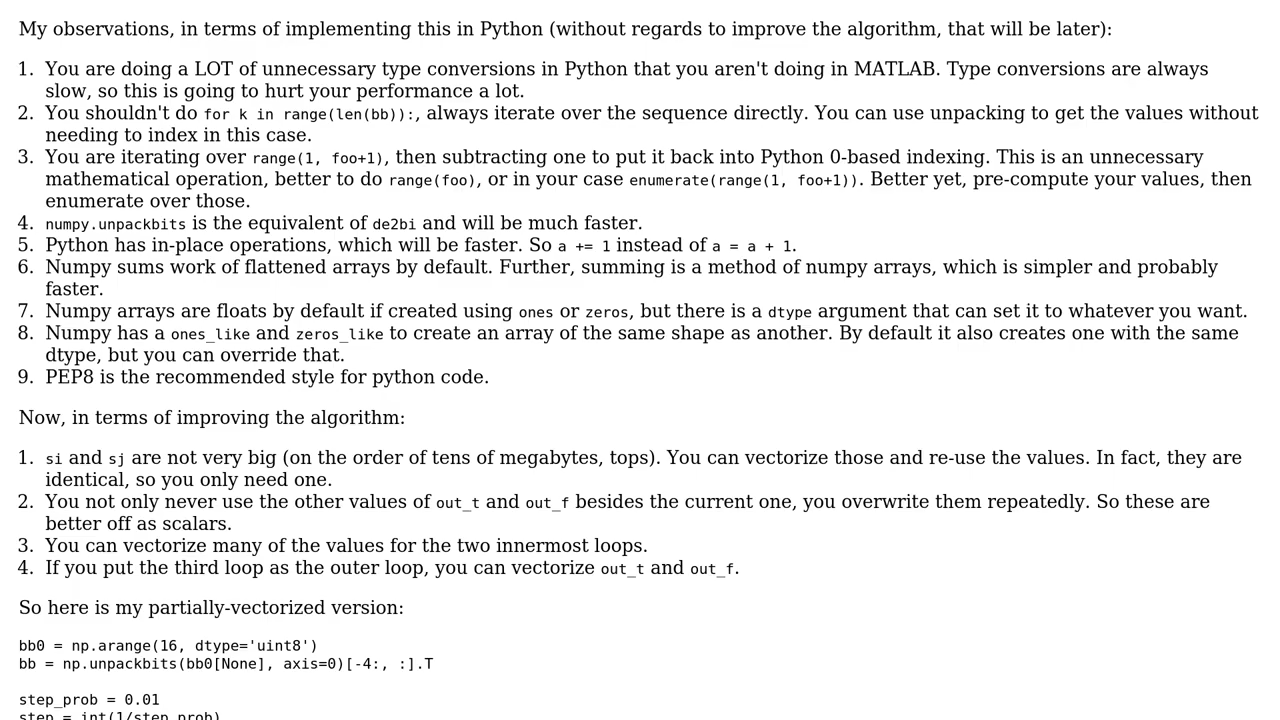 My observations, in terms of implementing this in Python (without regards to improve the algorithm, that will be later):
1. You are doing a LOT of unnecessary type conversions in Python that you aren't doing in MATLAB. Type conversions are always
slow, so this is going to hurt your performance a lot.
2. You shouldn't do for k in range(len(bb)):, always iterate over the sequence directly. You can use unpacking to get the values without
needing to index in this case.
3. You are iterating over range(1, foo+1), then subtracting one to put it back into Python 0-based indexing. This is an unnecessary
mathematical operation, better to do range(foo), or in your case enumerate(range(1, foo+1)). Better yet, pre-compute your values, then
enumerate over those.
4. numpy.unpackbits is the equivalent of de2bi and will be much faster.
5. Python has in-place operations, which will be faster. So a += 1 instead of a = a + 1.
6. Numpy sums work of flattened arrays by default. Further, summing is a method of numpy arrays, which is simpler and probably
faster.
7. Numpy arrays are floats by default if created using ones or zeros, but there is a dtype argument that can set it to whatever you want.
8. Numpy has a ones_like and zeros_like to create an array of the same shape as another. By default it also creates one with the same
dtype, but you can override that.
9. PEP8 is the recommended style for python code.
Now, in terms of improving the algorithm:
1. si and sj are not very big (on the order of tens of megabytes, tops). You can vectorize those and re-use the values. In fact, they are
identical, so you only need one.
2. You not only never use the other values of out_t and out_f besides the current one, you overwrite them repeatedly. So these are
better off as scalars.
3. You can vectorize many of the values for the two innermost loops.
4. If you put the third loop as the outer loop, you can vectorize out_t and out_f.
So here is my partially-vectorized version:
bb0 = np.arange(16, dtype='uint8')
bb = np.unpackbits(bb0[None], axis=0)[-4:, :].T
step_prob = 0.01
step = int(1/step_prob)